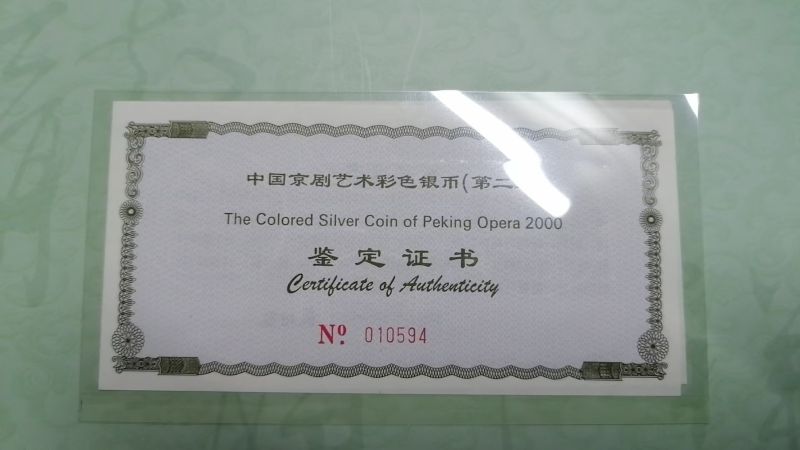 中国京剧艺术彩色银币(第二
The Colored Silver Coin of Peking Opera 2000
鉴定证书
Certificate of Authenticity
Nº 010594